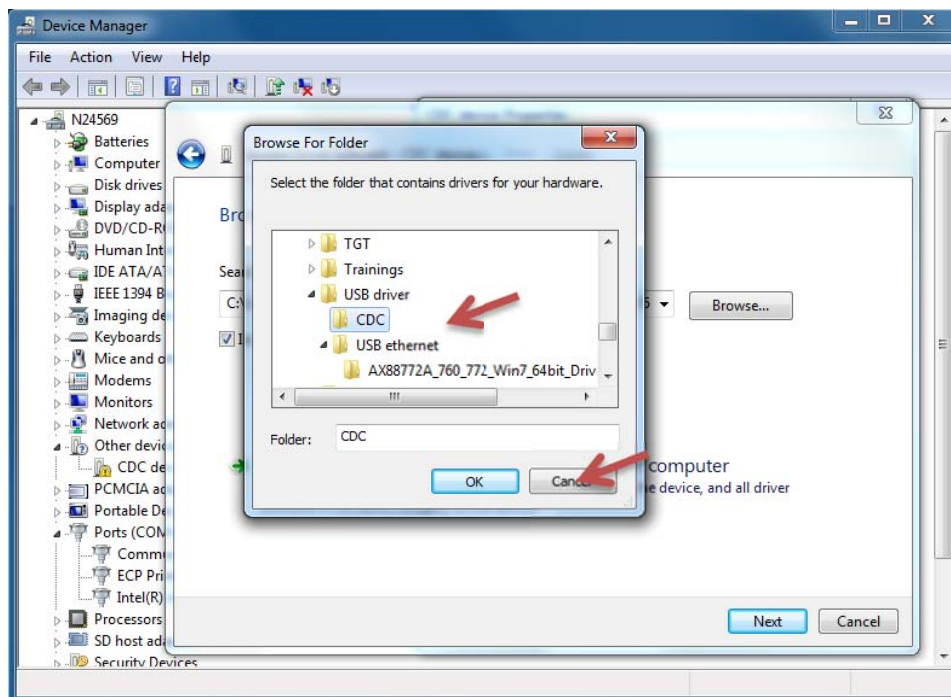 Device Manager
File Action View Help
N24569
Batteries
Computer
Disk drives
Display ada
DVD/CD-R
Human Int
IDE ATA/A
IEEE 1394 B
Imaging de
Keyboards
Mice and o
Modems
Monitors
Network ad
Other devic
CDC de
PCMCIA ad
Portable De
Ports (COM
Commu
ECP Pri
Intel(R)
Processors
SD host ada
Security Devices
Browse For Folder
Select the folder that contains drivers for your hardware.
TGT
Trainings
USB driver
CDC
USB ethernet
AX88772A_760_772_Win7_64bit_Driv
Folder: CDC
OK Cancel
Browse...
computer
device, and all driver
Next Cancel